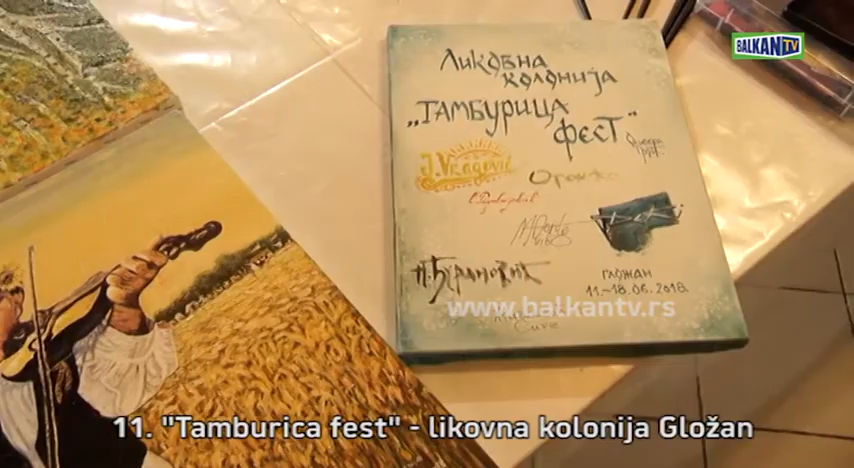 BALKAN TV
Ликовна
колонија
„ТАМБУРИЦА
ФЕСТ"
J. Vragović
Н. Ђурановић
гложан
11.-18.06.2018.
www.balkantv.rs
11. "Tamburica fest" - likovna kolonija Gložan